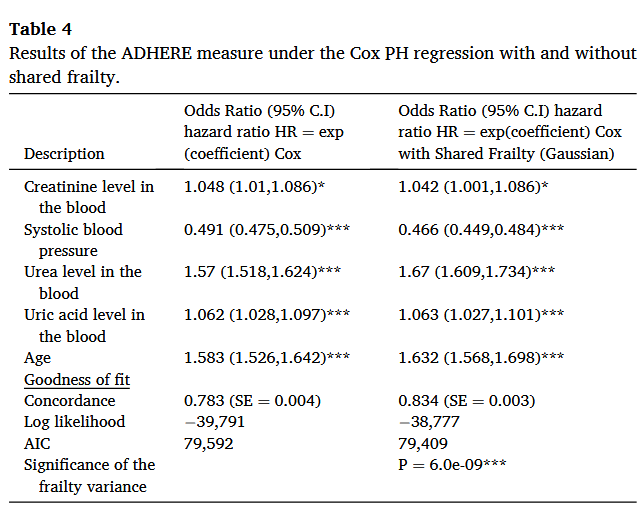 Table 4
Results of the ADHERE measure under the Cox PH regression with and without
shared frailty.
Description
Odds Ratio (95% C.I)
hazard ratio HR = exp
(coefficient) Cox
Odds Ratio (95% C.I) hazard
ratio HR = exp(coefficient) Cox
with Shared Frailty (Gaussian)
Creatinine level in
the blood
1.048 (1.01,1.086)*
1.042 (1.001,1.086)*
Systolic blood
pressure
0.491 (0.475,0.509)***
0.466 (0.449,0.484)***
Urea level in the
blood
1.57 (1.518,1.624)***
1.67 (1.609,1.734)***
Uric acid level in
the blood
1.062 (1.028,1.097)***
1.063 (1.027,1.101)***
Age
1.583 (1.526,1.642)***
1.632 (1.568,1.698)***
Goodness of fit
Concordance
0.783 (SE = 0.004)
0.834 (SE = 0.003)
Log likelihood
−39,791
−38,777
AIC
79,592
79,409
Significance of the
frailty variance
P = 6.0e-09***